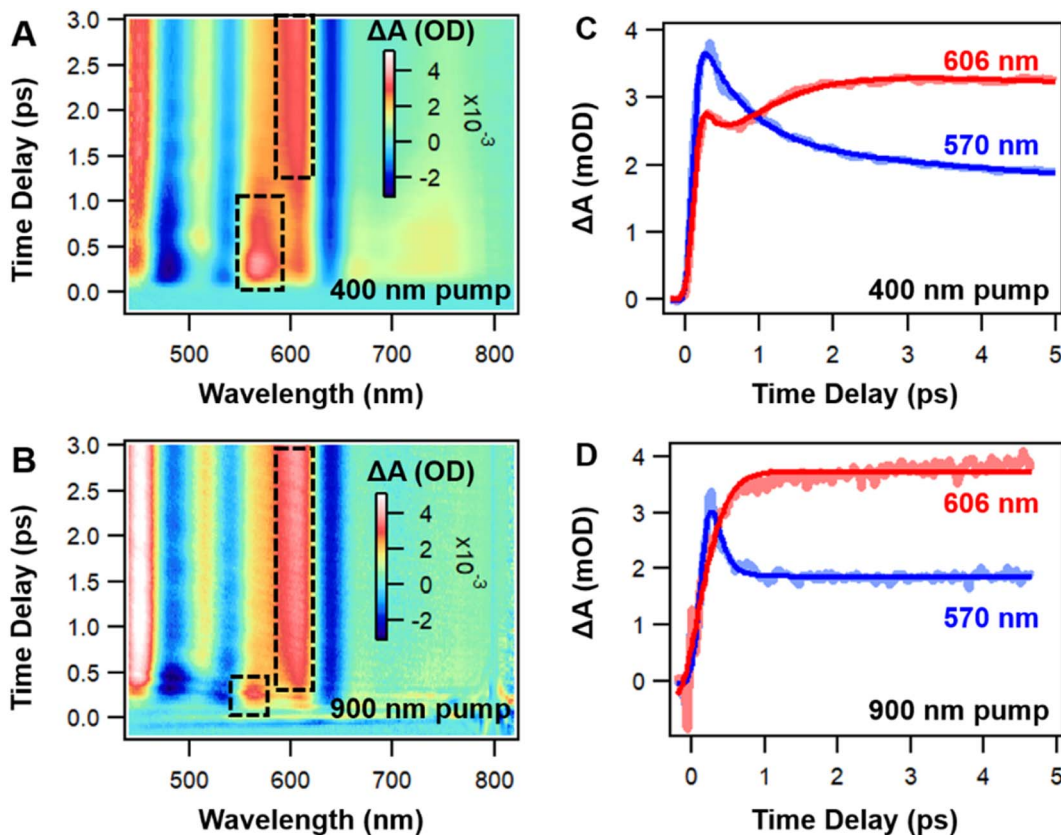 A
Time Delay (ps)
3.0
2.5
2.0
1.5
1.0
0.5
0.0
ΔA (OD)
4
2
0
-2
x10⁻³
400 nm pump
500 600 700 800
Wavelength (nm)
C
ΔA (mOD)
4
3
2
1
0
606 nm
570 nm
400 nm pump
0 1 2 3 4 5
Time Delay (ps)
B
Time Delay (ps)
3.0
2.5
2.0
1.5
1.0
0.5
0.0
ΔA (OD)
4
2
0
-2
x10⁻³
900 nm pump
500 600 700 800
Wavelength (nm)
D
ΔA (mOD)
4
3
2
1
0
606 nm
570 nm
900 nm pump
0 1 2 3 4 5
Time Delay (ps)